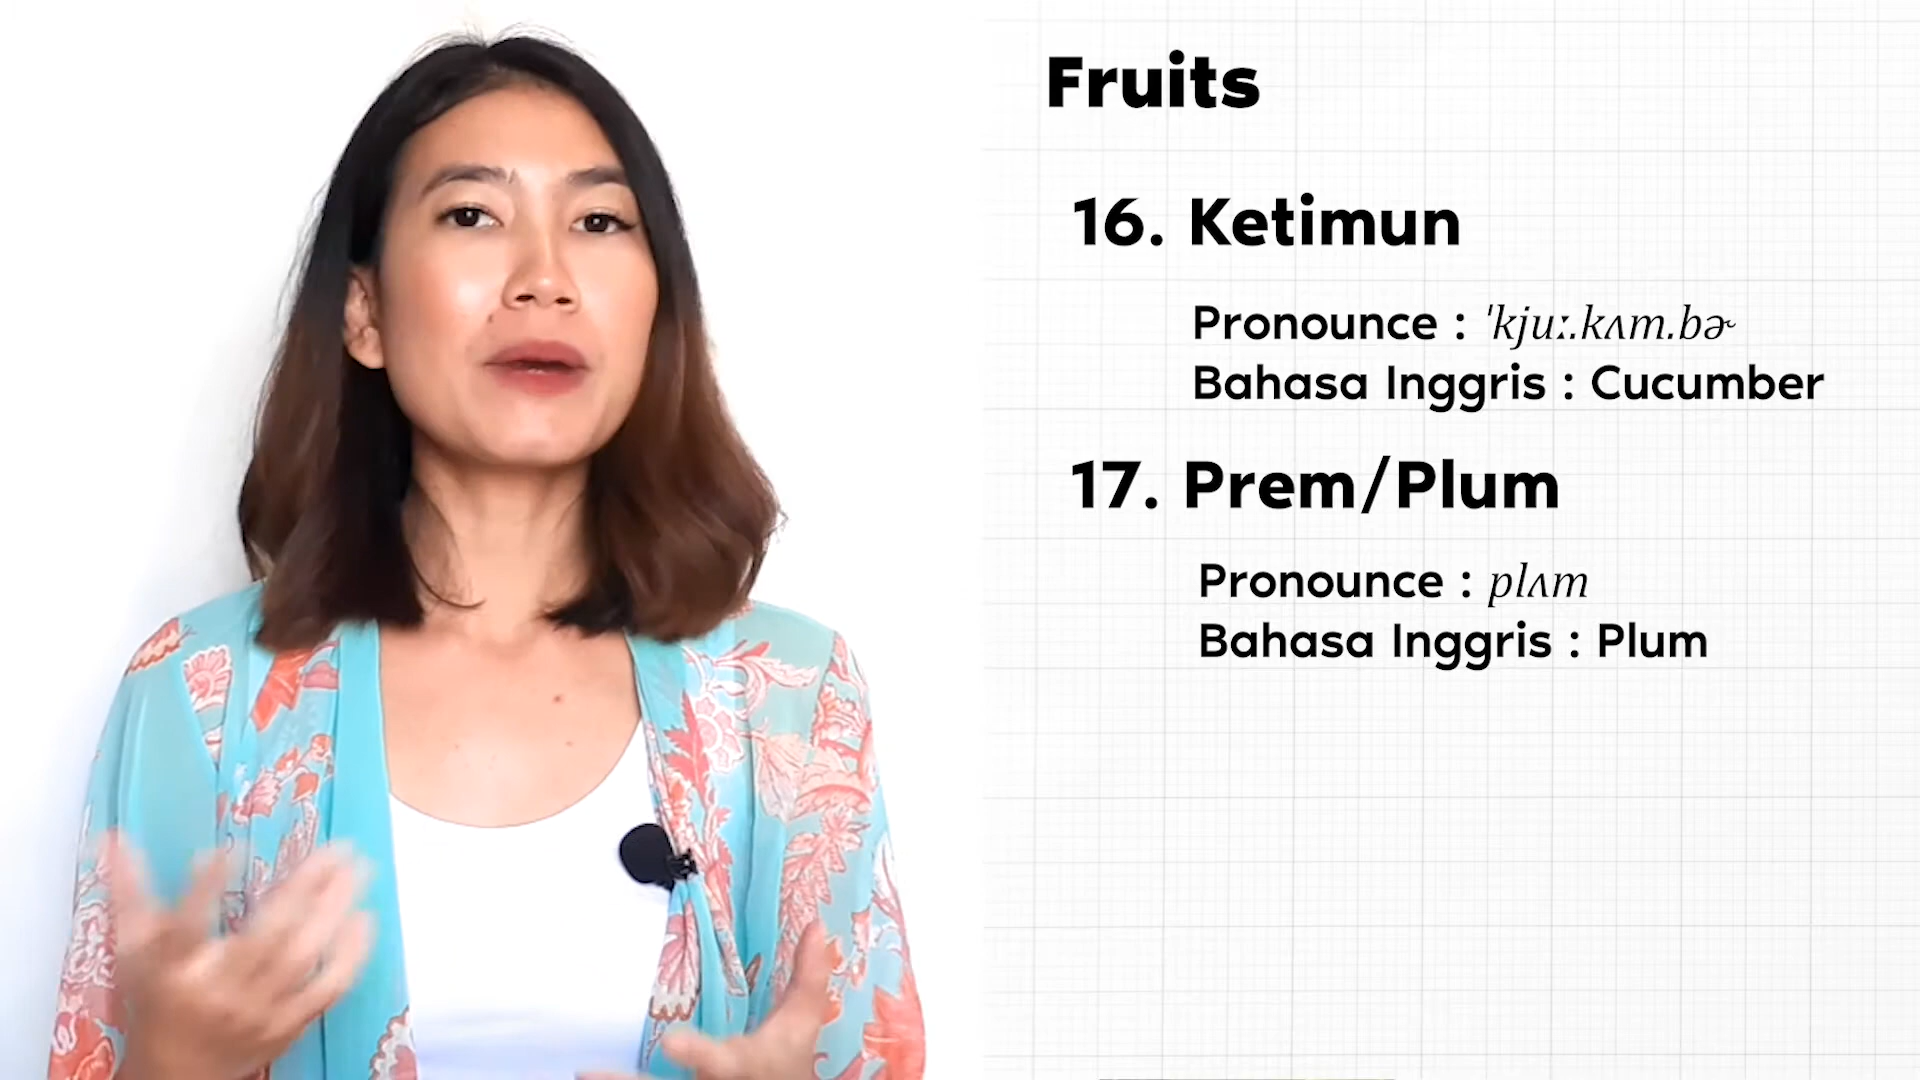 Fruits
16. Ketimun
Pronounce : ˈkjuː.kʌm.bɚ
Bahasa Inggris : Cucumber
17. Prem/Plum
Pronounce : plʌm
Bahasa Inggris : Plum